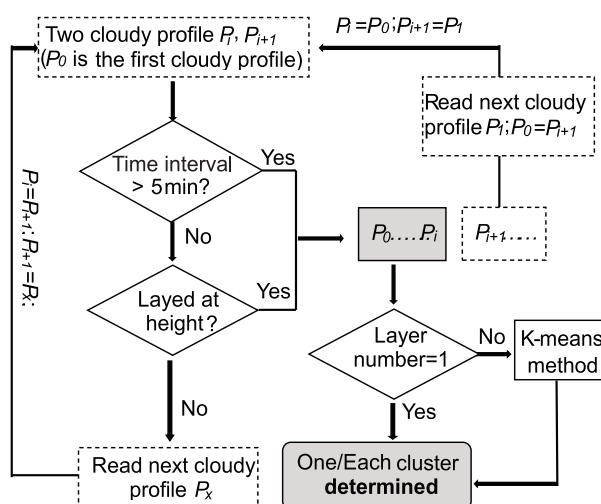 Two cloudy profile Pi, Pi+1
(P0 is the first cloudy profile)
Pi=P0;Pi+1=P1
Read next cloudy
profile P1;P0=Pi+1
Time interval
> 5min?
Yes
No
P0......Pi
Pi+1......
Pi=Pi+1;Pi+1=Px;
Layed at
height?
Yes
No
Layer
number=1
No
K-means
method
Yes
Read next cloudy
profile Px
One/Each cluster
determined